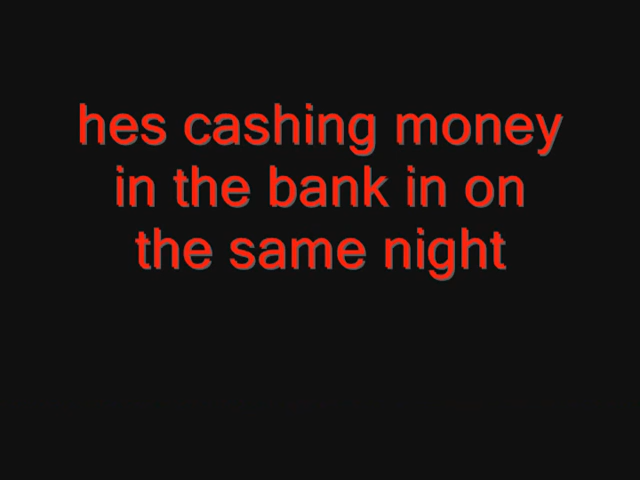 hes cashing money
in the bank in on
the same night